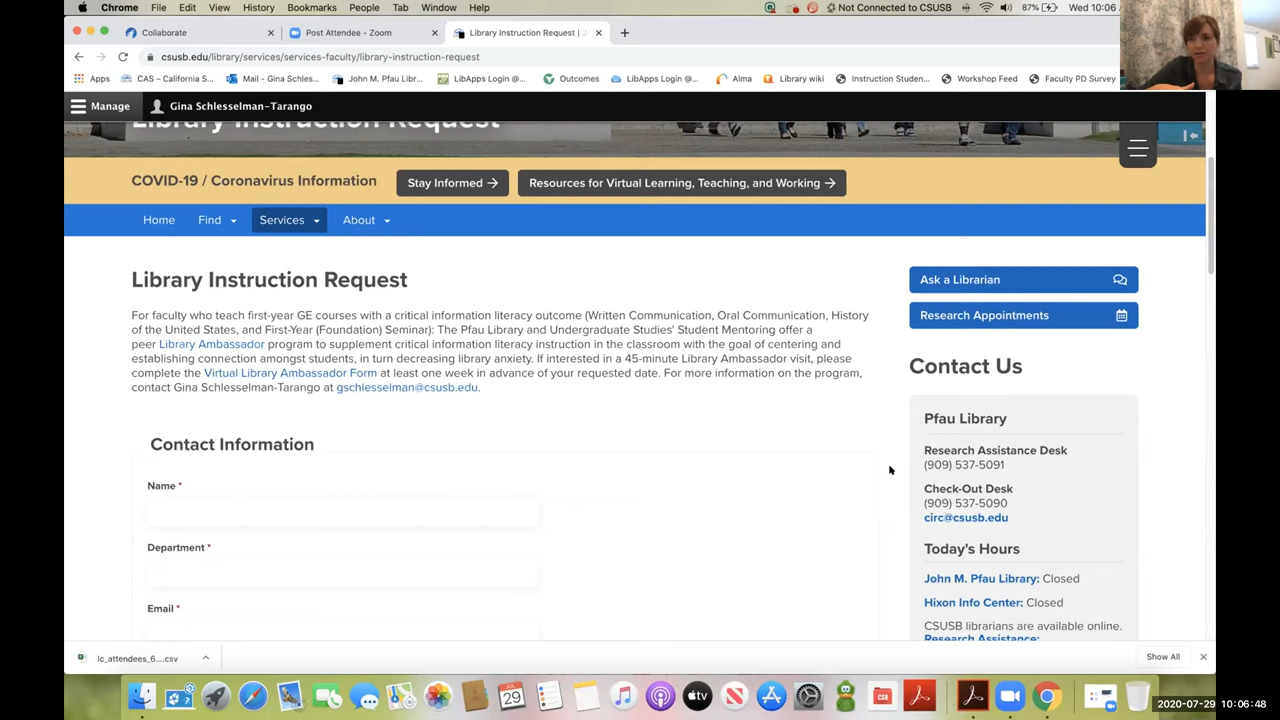 Chrome File Edit View History Bookmarks People Tab Window Help
Not Connected to CSUSB 87% Wed 10:06
Collaborate
Post Attendee - Zoom
Library Instruction Request |
csusb.edu/library/services/services-faculty/library-instruction-request
Apps CAS – California S... Mail - Gina Schles... John M. Pfau Libr... LibApps Login @... Outcomes LibApps Login @... Alma Library wiki Instruction Studen... Workshop Feed Faculty PD Survey
Manage Gina Schlesselman-Tarango
Library Instruction Request
COVID-19 / Coronavirus Information Stay Informed → Resources for Virtual Learning, Teaching, and Working →
Home Find Services About
Library Instruction Request
For faculty who teach first-year GE courses with a critical information literacy outcome (Written Communication, Oral Communication, History
of the United States, and First-Year (Foundation) Seminar): The Pfau Library and Undergraduate Studies' Student Mentoring offer a
peer Library Ambassador program to supplement critical information literacy instruction in the classroom with the goal of centering and
establishing connection amongst students, in turn decreasing library anxiety. If interested in a 45-minute Library Ambassador visit, please
complete the Virtual Library Ambassador Form at least one week in advance of your requested date. For more information on the program,
contact Gina Schlesselman-Tarango at gschlesselman@csusb.edu.
Contact Information
Name *
Department *
Email *
Ask a Librarian
Research Appointments
Contact Us
Pfau Library
Research Assistance Desk
(909) 537-5091
Check-Out Desk
(909) 537-5090
circ@csusb.edu
Today's Hours
John M. Pfau Library: Closed
Hixon Info Center: Closed
CSUSB librarians are available online.
Research Assistance:
lc_attendees_6....csv
Show All
JUL
29
tv
2020-07-29 10:06:48